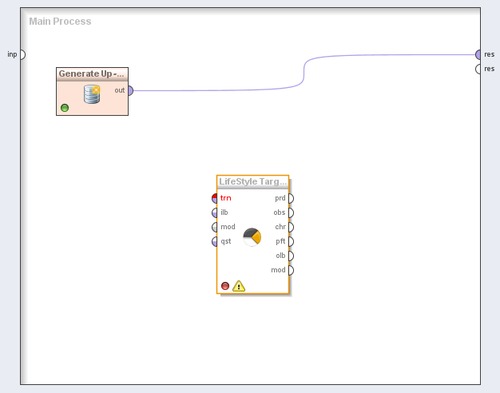 Main Process
inp
res
res
Generate Up-...
out
LifeStyle Targ...
trn
prd
ilb
obs
mod
chr
qst
pft
olb
mod